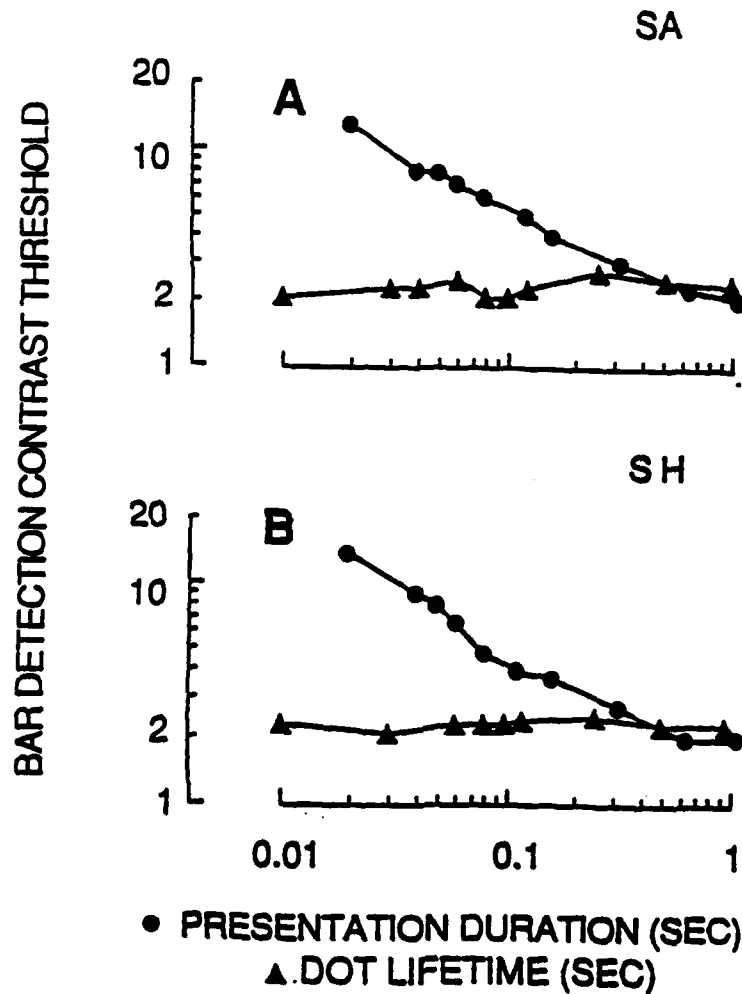 SA
A
20
10
2
1
BAR DETECTION CONTRAST THRESHOLD
SH
B
20
10
2
1
0.01 0.1 1
● PRESENTATION DURATION (SEC)
▲ DOT LIFETIME (SEC)